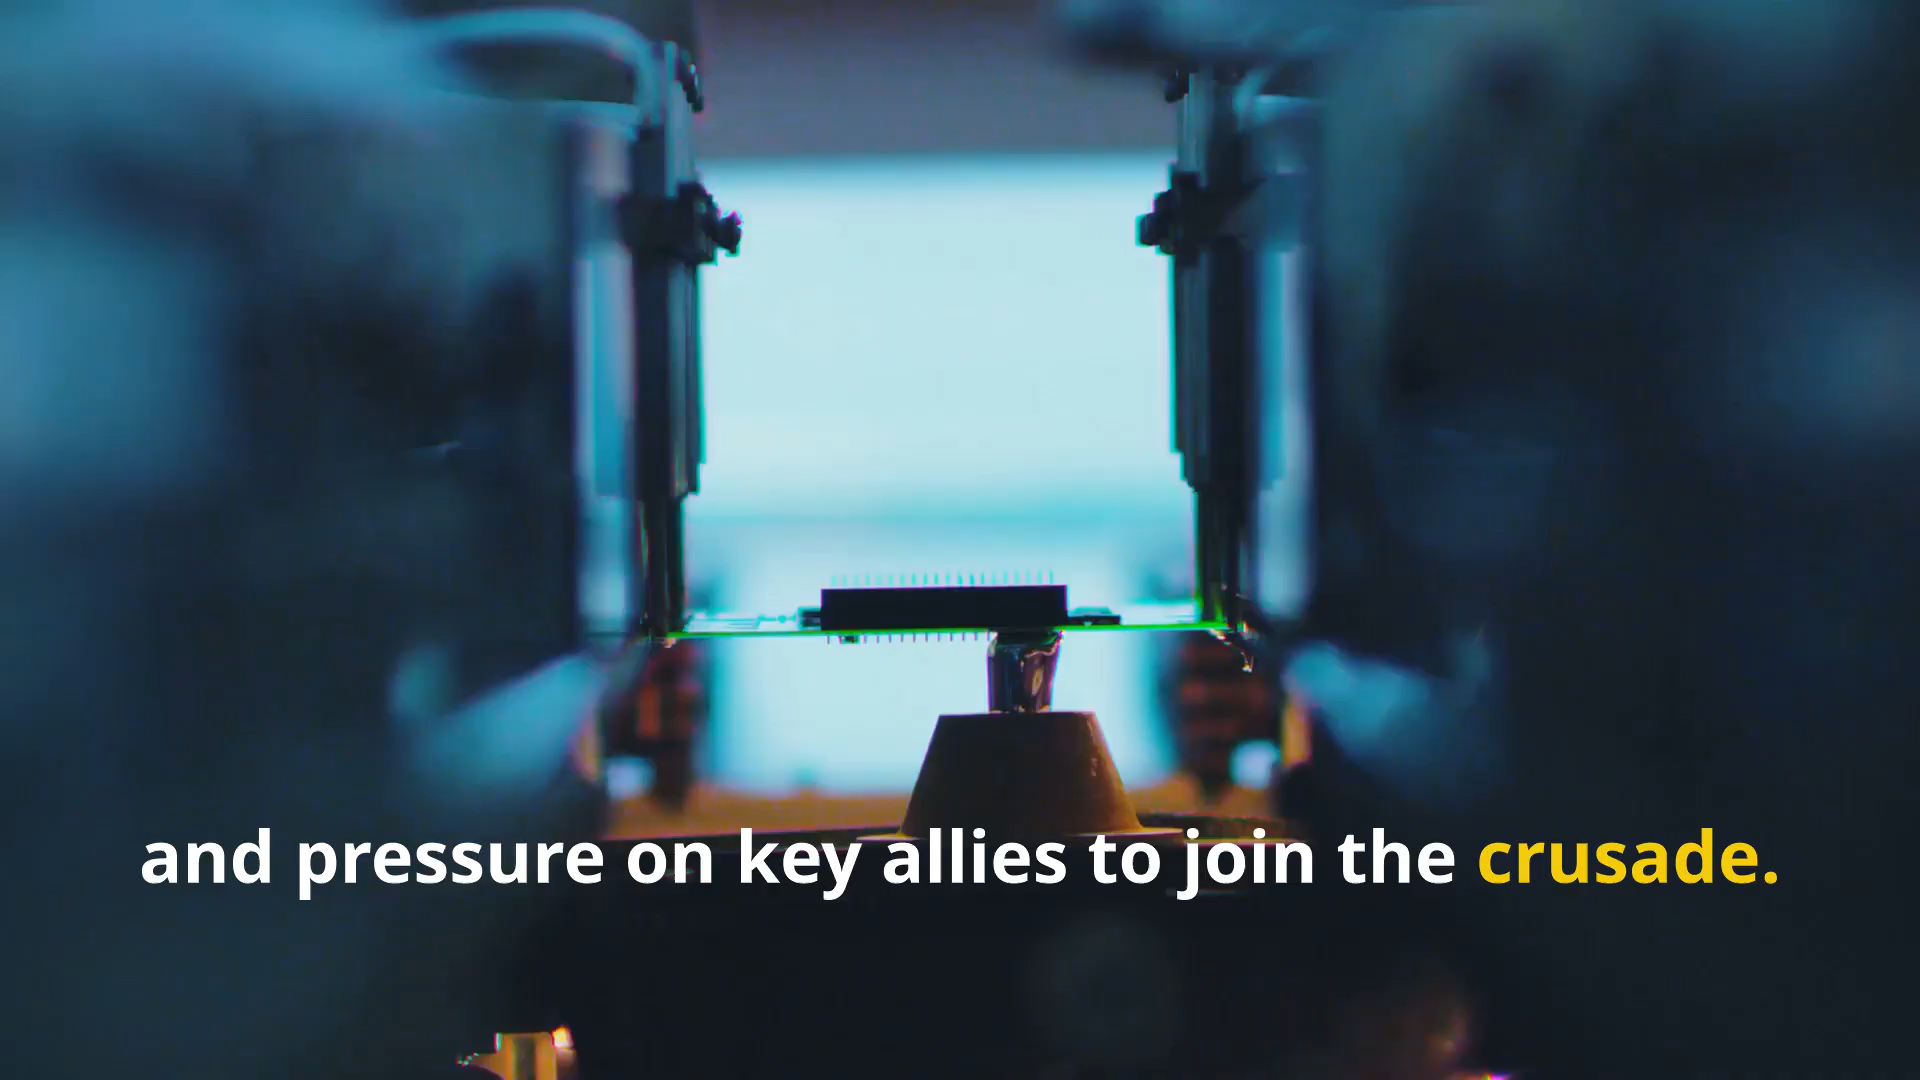 and pressure on key allies to join the crusade.